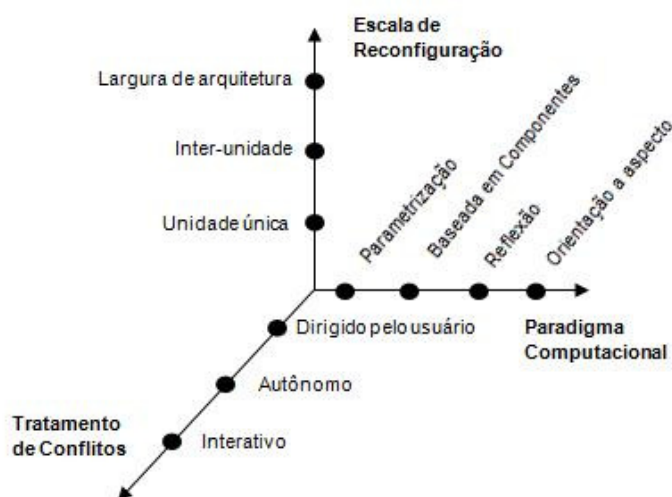 Escala de
Reconfiguração
Largura de arquitetura
Inter-unidade
Unidade única
Parametrização
Baseada em Componentes
Reflexão
Orientação a aspecto
Dirigido pelo usuário
Paradigma
Computacional
Autônomo
Tratamento
de Conflitos
Interativo